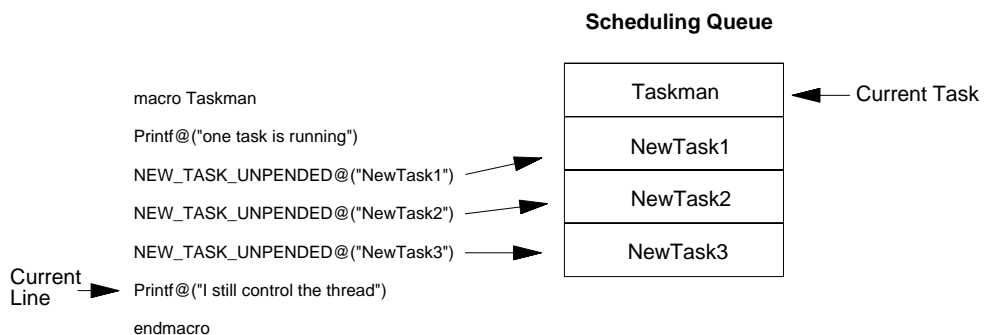 Scheduling Queue
macro Taskman
Printf@("one task is running")
NEW_TASK_UNPENDED@("NewTask1")
NEW_TASK_UNPENDED@("NewTask2")
NEW_TASK_UNPENDED@("NewTask3")
Current
Line
Printf@("I still control the thread")
endmacro
Taskman
NewTask1
NewTask2
NewTask3
Current Task